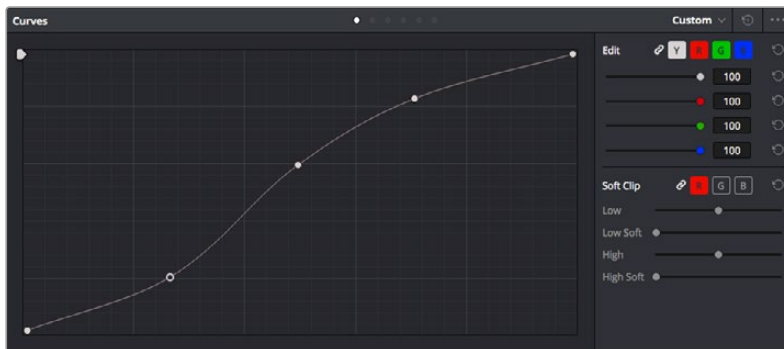 Curves
Custom
Edit
Y
R
G
B
100
100
100
100
Soft Clip
R
G
B
Low
Low Soft
High
High Soft